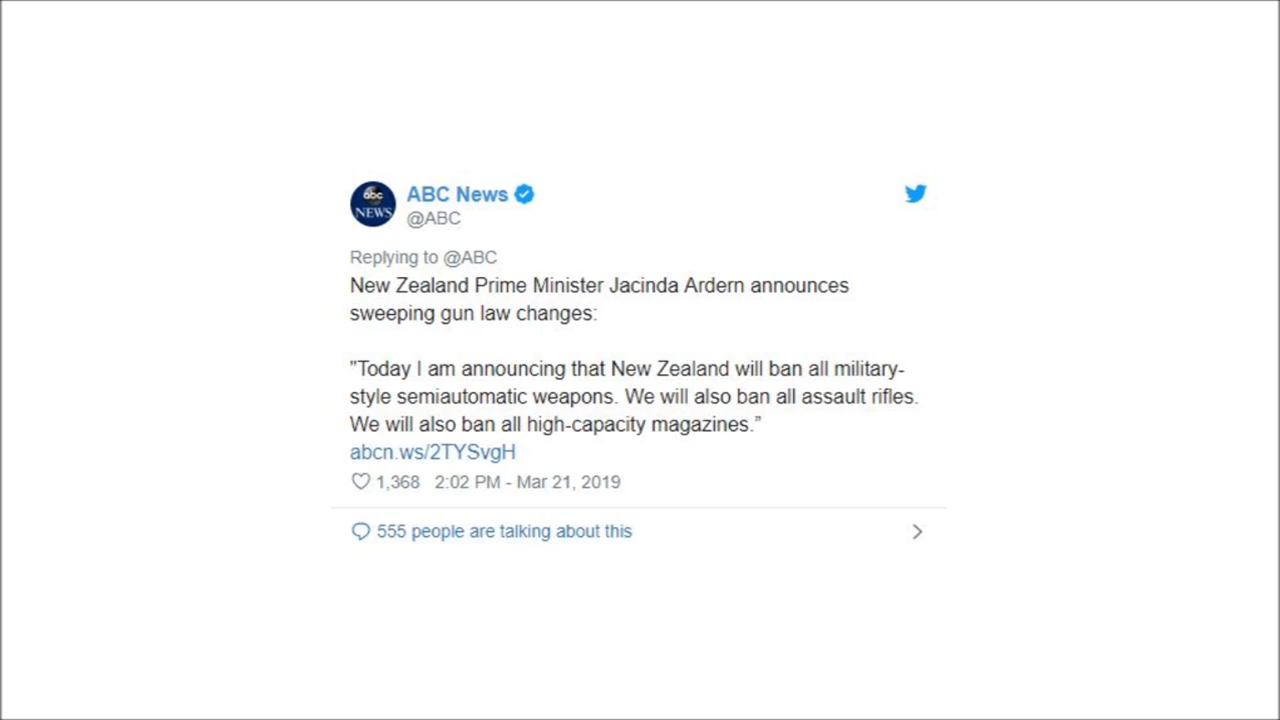 abc
NEWS
ABC News
@ABC
Replying to @ABC
New Zealand Prime Minister Jacinda Ardern announces
sweeping gun law changes:
"Today I am announcing that New Zealand will ban all military-
style semiautomatic weapons. We will also ban all assault rifles.
We will also ban all high-capacity magazines.”
abcn.ws/2TYSvgH
1,368 2:02 PM - Mar 21, 2019
555 people are talking about this